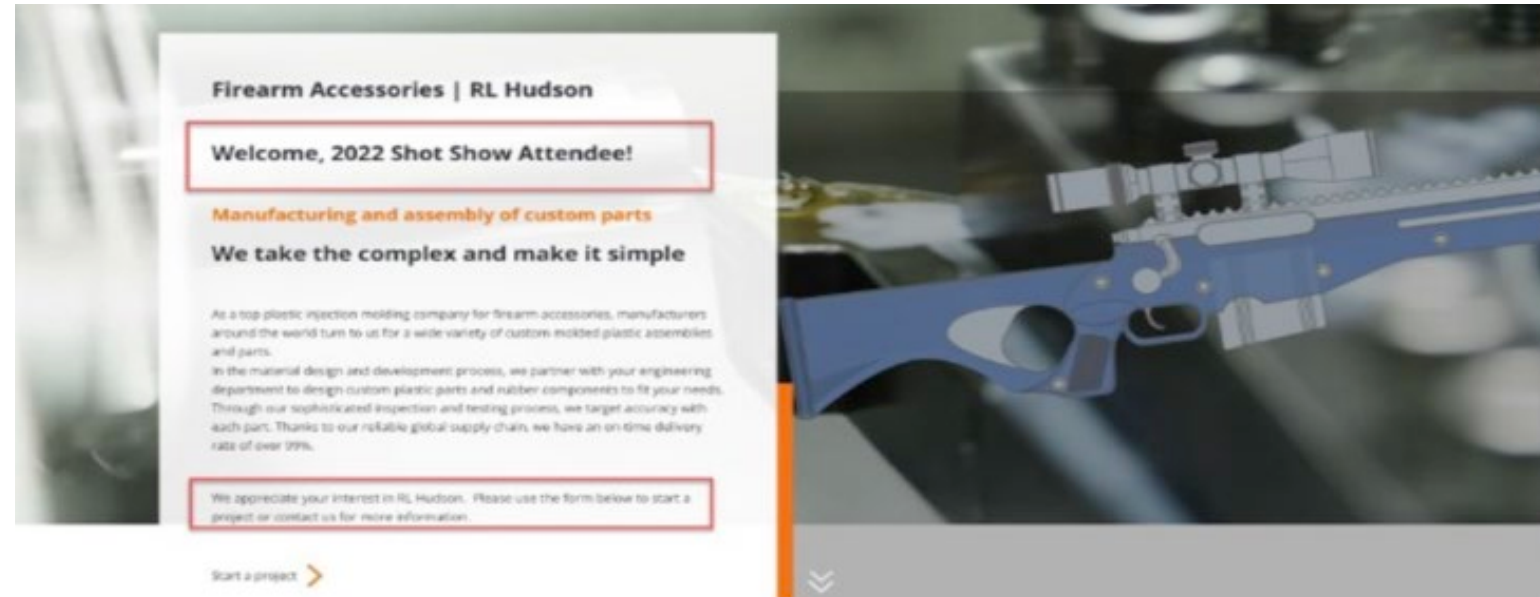 Firearm Accessories | RL Hudson
Welcome, 2022 Shot Show Attendee!
Manufacturing and assembly of custom parts
We take the complex and make it simple
As a top plastic injection molding company for firearm accessories, manufacturers
around the world turn to us for a wide variety of custom molded plastic assemblies
and parts.
In the material design and development process, we partner with your engineering
department to design custom plastic parts and rubber components to fit your needs.
Through our sophisticated inspection and testing process, we target accuracy with
each part. Thanks to our reliable global supply chain, we have an on time delivery
rate of over 99%.
We appreciate your interest in RL Hudson. Please use the form below to start a
project or contact us for more information.
Start a project